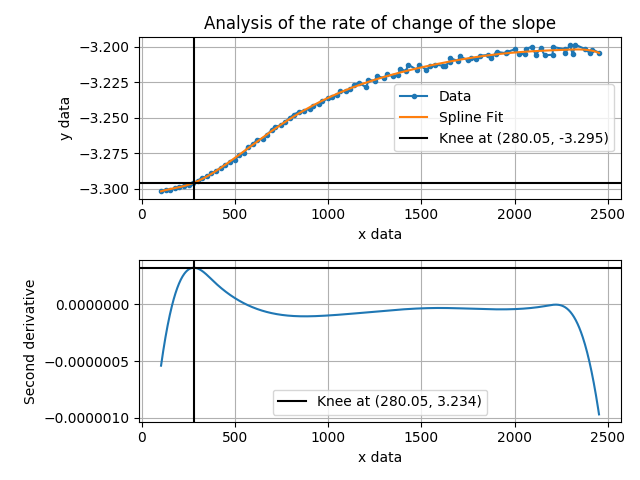 Analysis of the rate of change of the slope
−3.200
−3.225
−3.250
−3.275
−3.300
y data
Data
Spline Fit
Knee at (280.05, -3.295)
0 500 1000 1500 2000 2500
x data
0.0000000
−0.0000005
−0.0000010
Second derivative
Knee at (280.05, 3.234)
0 500 1000 1500 2000 2500
x data